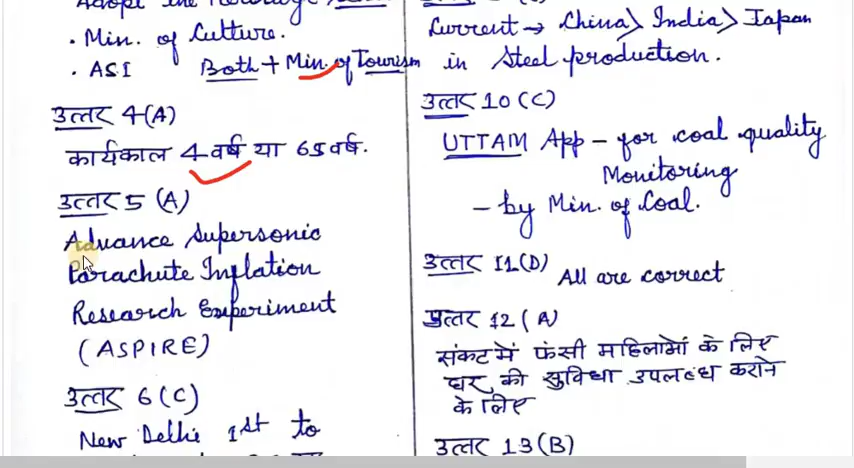 Adopt the Heritage
• Min. of Culture.
• ASI Both + Min. of Tourism
उत्तर 4-(A)
कार्यकाल 4 वर्ष या 65 वर्ष.
उत्तर 5 (A)
Advance Supersonic
Parachute Inflation
Research Experiment
(ASPIRE)
उत्तर 6 (C)
New Delhi 1st to
Current → China > India > Japan
in Steel production.
उत्तर 10 (C)
UTTAM App – for coal quality
Monitoring
– by Min. of Coal.
उत्तर 11 (D) All are correct
उत्तर 12 (A)
संकट में फंसी महिलाओं के लिए
घर की सुविधा उपलब्ध कराने
के लिए
उत्तर 13 (B)